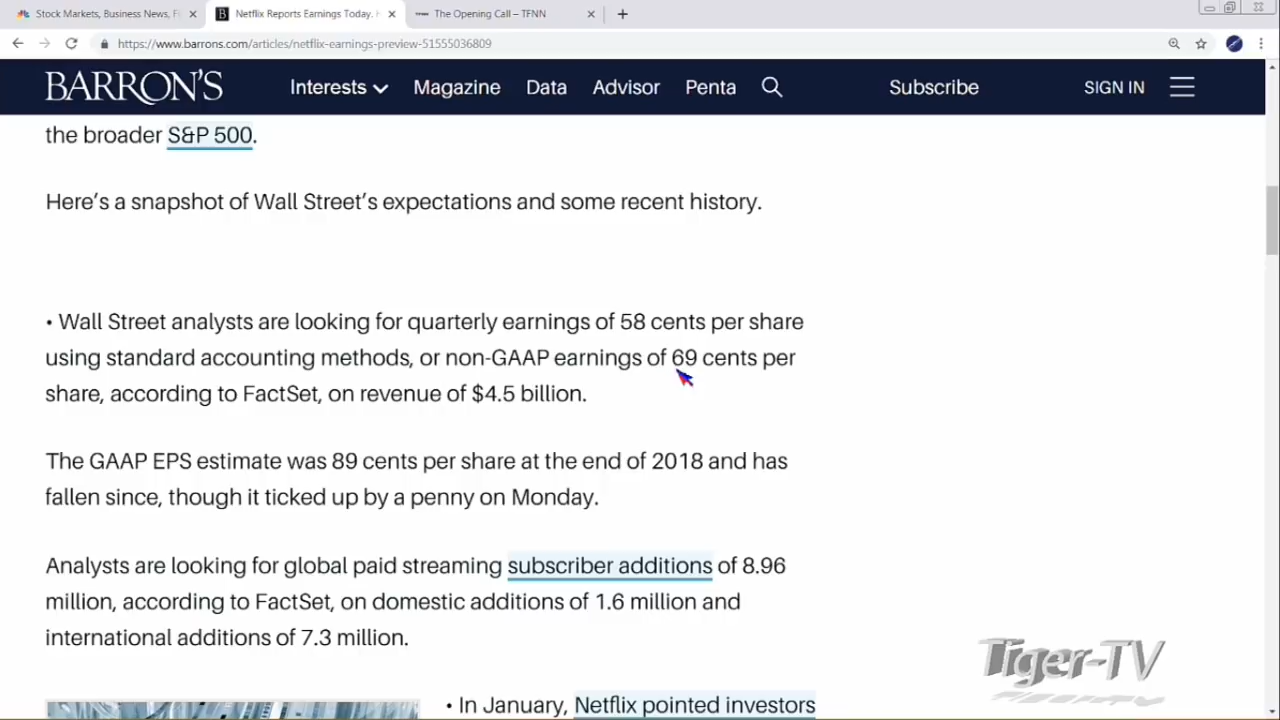 Stock Markets, Business News, Fi
Netflix Reports Earnings Today. H
The Opening Call – TFNN
https://www.barrons.com/articles/netflix-earnings-preview-51555036809
BARRON'S
Interests
Magazine
Data
Advisor
Penta
Subscribe
SIGN IN
the broader S&P 500.
Here's a snapshot of Wall Street's expectations and some recent history.
• Wall Street analysts are looking for quarterly earnings of 58 cents per share
using standard accounting methods, or non-GAAP earnings of 69 cents per
share, according to FactSet, on revenue of $4.5 billion.
The GAAP EPS estimate was 89 cents per share at the end of 2018 and has
fallen since, though it ticked up by a penny on Monday.
Analysts are looking for global paid streaming subscriber additions of 8.96
million, according to FactSet, on domestic additions of 1.6 million and
international additions of 7.3 million.
• In January, Netflix pointed investors
Tiger-TV